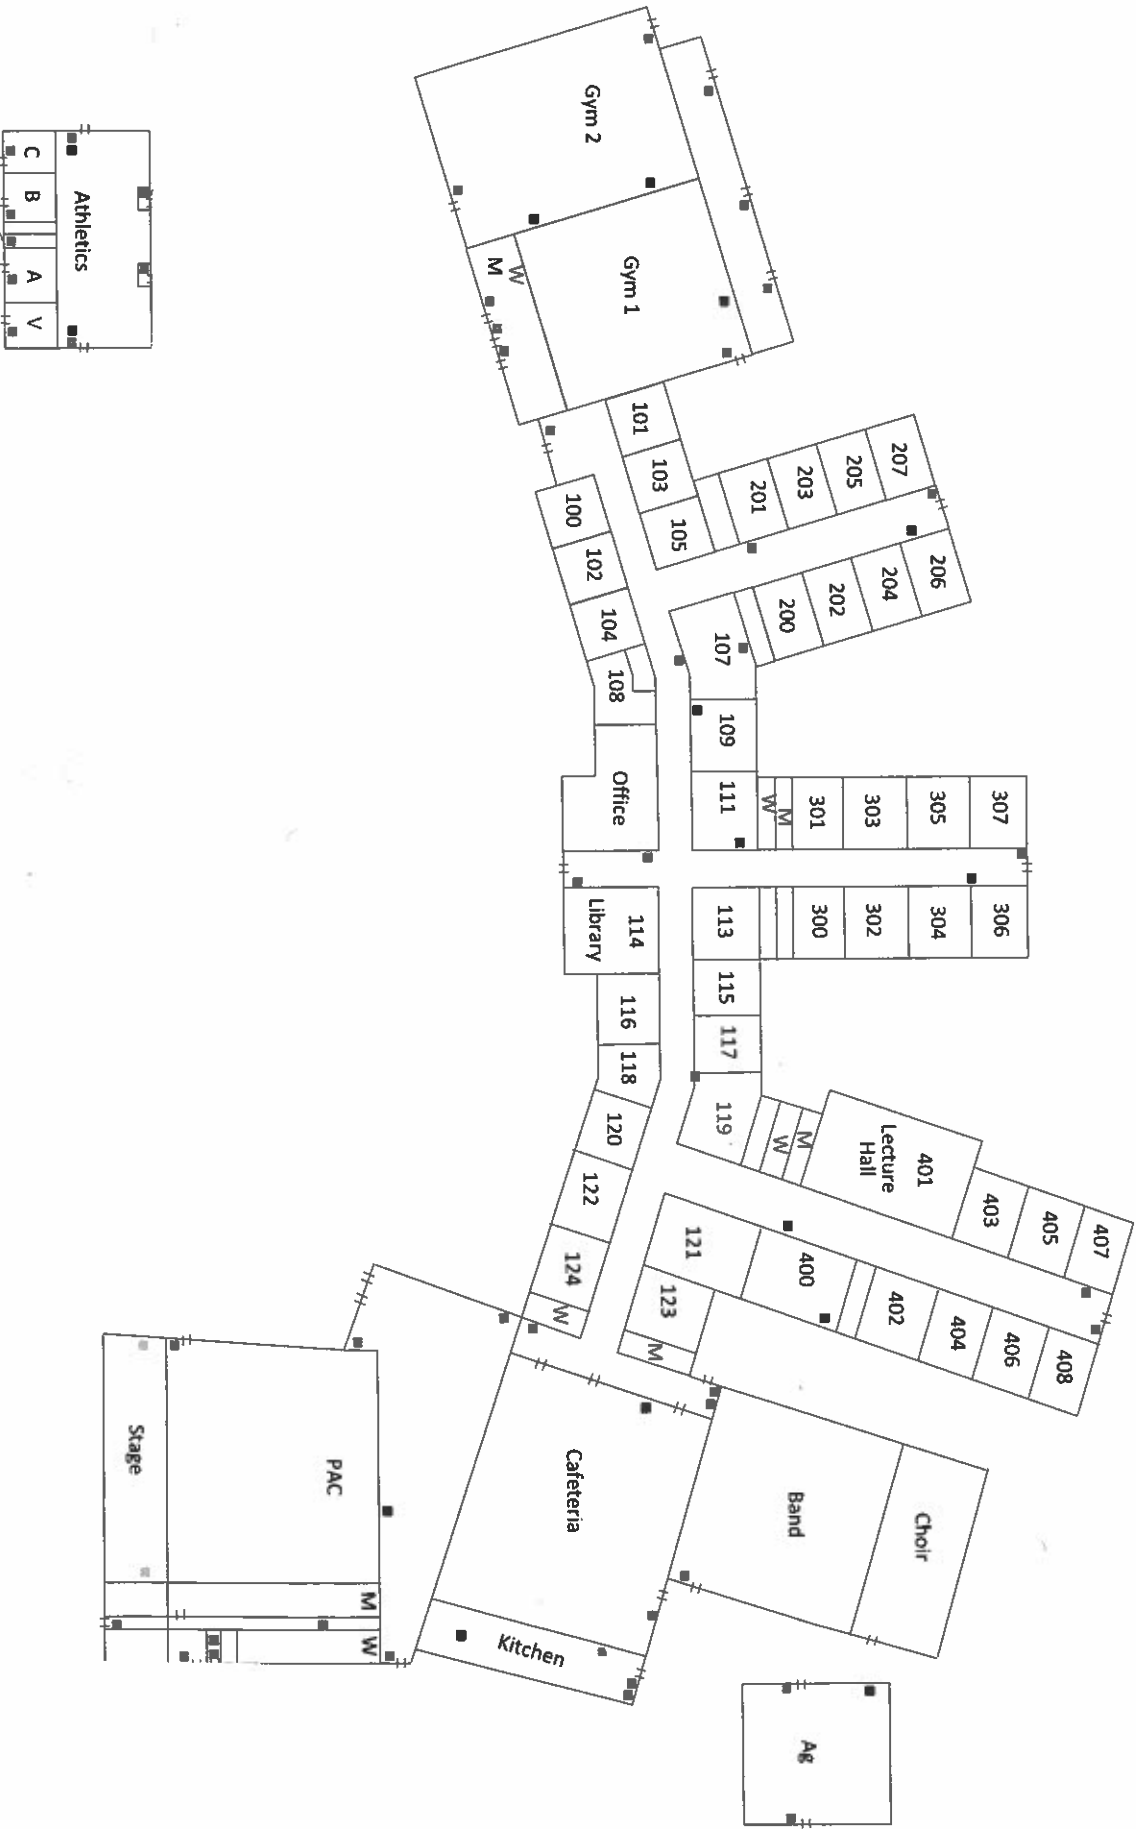 Gym 2
Gym 1
W
M
Athletics
C
B
A
V
101
103
105
207
205
203
201
206
204
202
200
100
102
104
108
107
109
111
W
M
301
303
305
307
Office
Library
114
113
300
302
304
306
115
117
119
116
118
120
122
124
W
W
M
Lecture
Hall
401
403
405
407
121
123
M
400
402
404
406
408
Cafeteria
Kitchen
Band
Choir
PAC
Stage
M
W
Ag